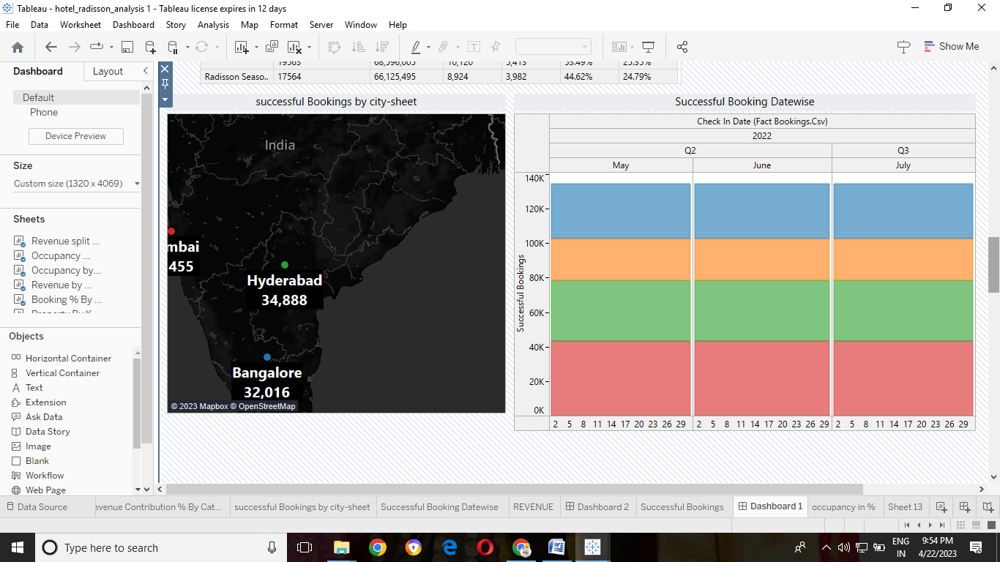 Tableau - hotel_radisson_analysis 1 - Tableau license expires in 12 days
File Data Worksheet Dashboard Story Analysis Map Format Server Window Help
Show Me
Dashboard Layout
Default
Phone
Device Preview
Size
Custom size (1320 x 4069)
Sheets
Revenue split ...
Occupancy ...
Occupancy by...
Revenue by ...
Booking % By ...
Objects
Horizontal Container
Vertical Container
Text
Extension
Ask Data
Data Story
Image
Blank
Workflow
Web Page
19563 68,596,005 10,120 5,413 53.49% 25.35%
Radisson Seaso.. 17564 66,125,495 8,924 3,982 44.62% 24.79%
successful Bookings by city-sheet
India
mbai
455
Hyderabad
34,888
Bangalore
32,016
© 2023 Mapbox © OpenStreetMap
Successful Booking Datewise
Check In Date (Fact Bookings.Csv)
2022
Q2 Q3
May June July
Successful Bookings
140K
120K
100K
80K
60K
40K
20K
0K
2 5 8 11 14 17 20 23 26 29 2 5 8 11 14 17 20 23 26 29 2 5 8 11 14 17 20 23 26 29
Data Source evenue Contribution % By Cat... successful Bookings by city-sheet Successful Booking Datewise REVENUE Dashboard 2 Successful Bookings Dashboard 1 occupancy in % Sheet 13
Type here to search
ENG
IN
9:54 PM
4/22/2023